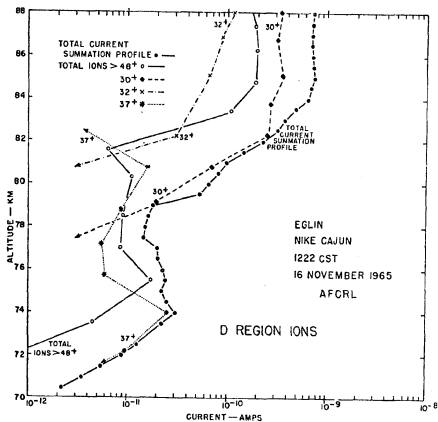 88
86
84
82
80
78
76
74
72
70
ALTITUDE — KM
TOTAL CURRENT
SUMMATION PROFILE
TOTAL IONS > 48+
30+
32+
37+
32+
30+
37+
32+
TOTAL
CURRENT
SUMMATION
PROFILE
30+
EGLIN
NIKE CAJUN
1222 CST
16 NOVEMBER 1965
AFCRL
D REGION IONS
37+
TOTAL
IONS > 48+
10-12
10-11
10-10
10-9
10-8
CURRENT — AMPS